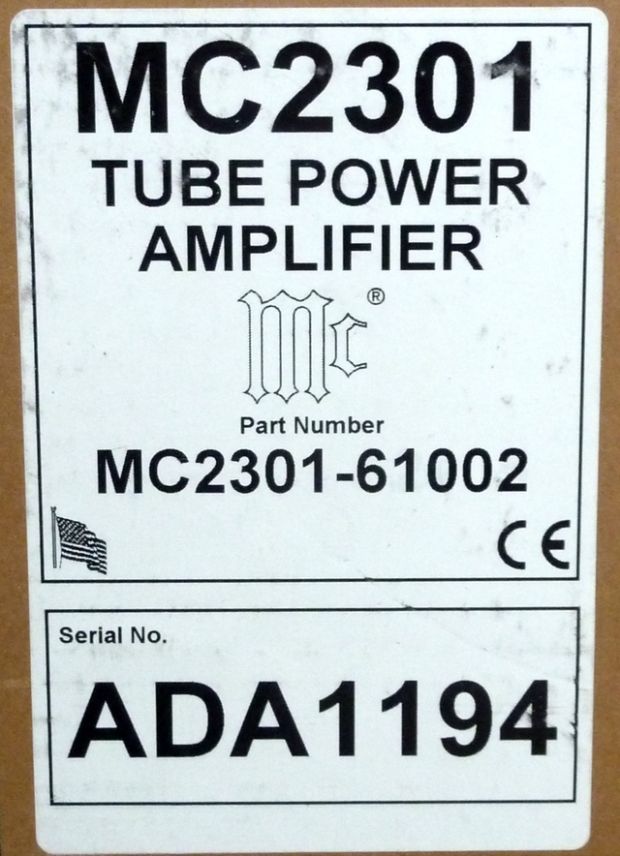 MC2301
TUBE POWER
AMPLIFIER
Mc®
Part Number
MC2301-61002
CE
Serial No.
ADA1194